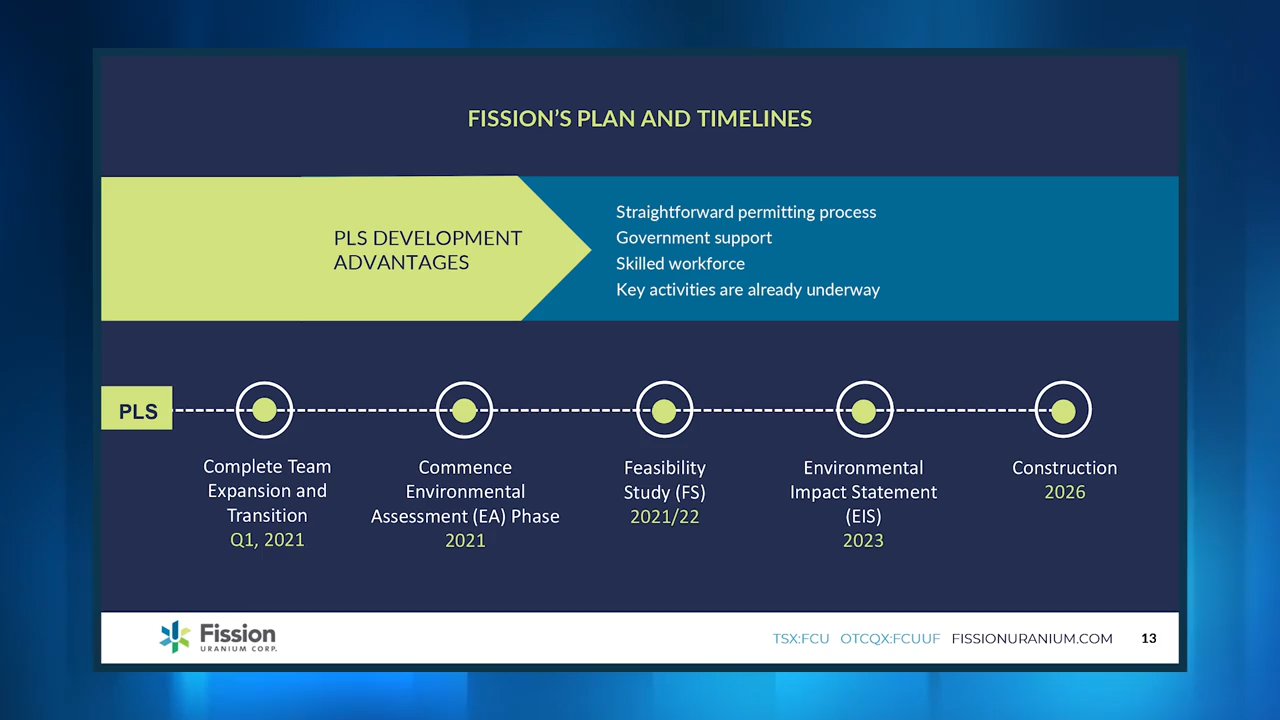 FISSION'S PLAN AND TIMELINES
PLS DEVELOPMENT
ADVANTAGES
Straightforward permitting process
Government support
Skilled workforce
Key activities are already underway
PLS
Complete Team
Expansion and
Transition
Q1, 2021
Commence
Environmental
Assessment (EA) Phase
2021
Feasibility
Study (FS)
2021/22
Environmental
Impact Statement
(EIS)
2023
Construction
2026
Fission
URANIUM CORP.
TSX:FCU OTCQX:FCUUF FISSIONURANIUM.COM 13